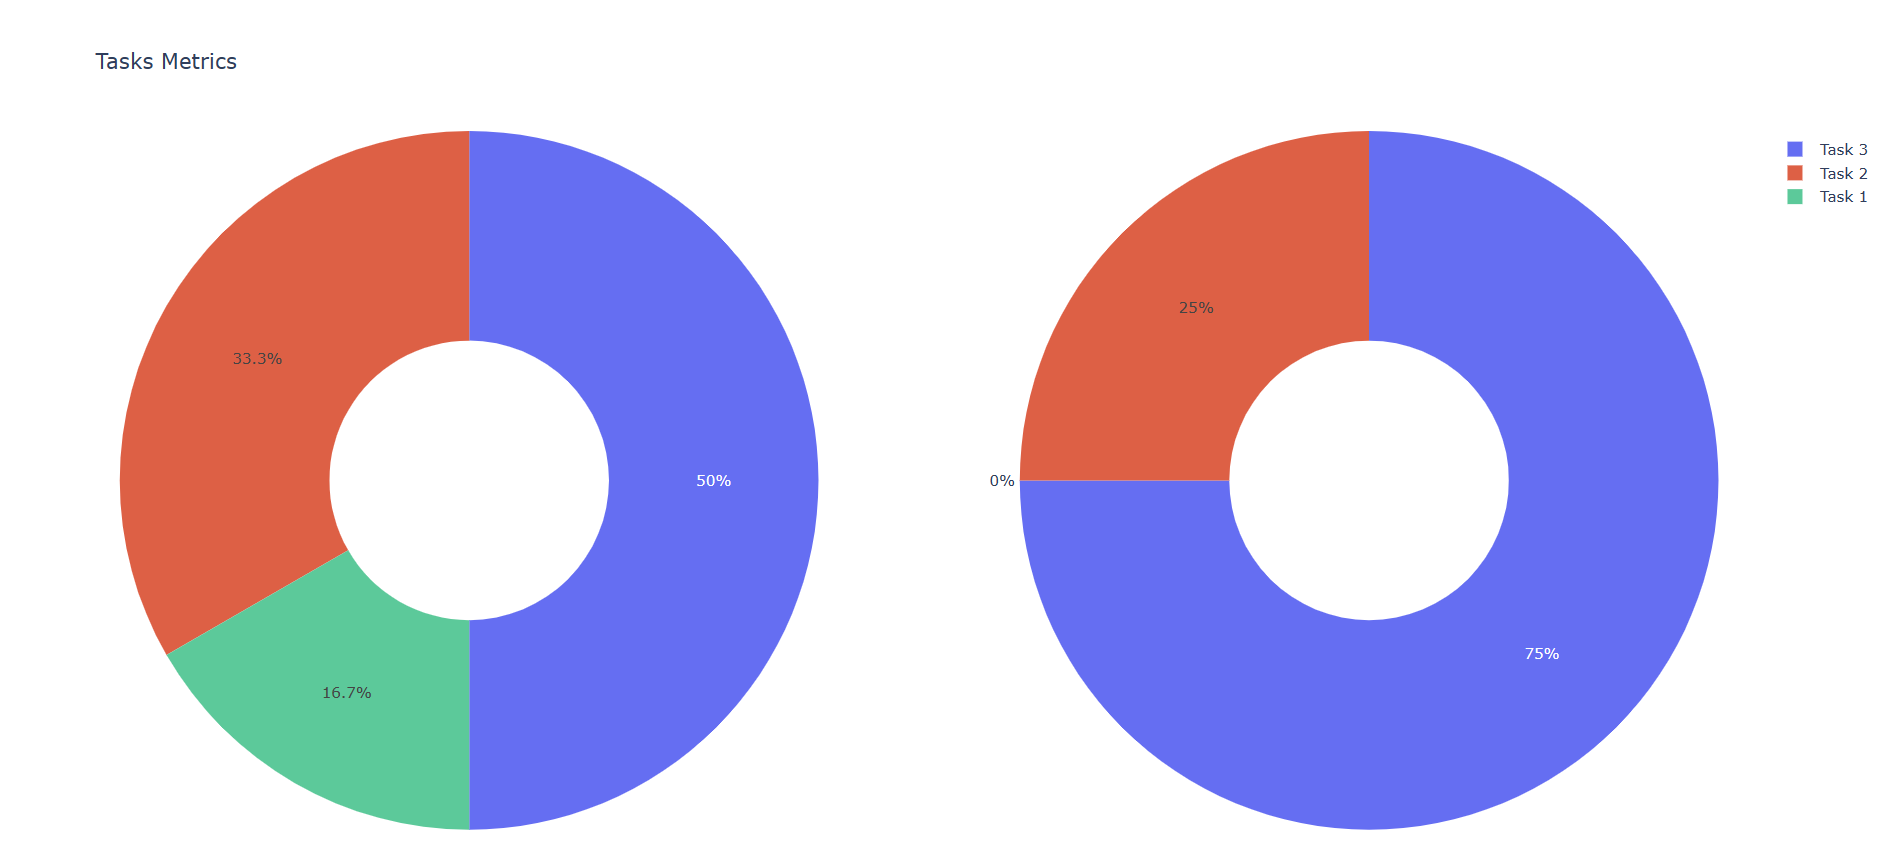 Tasks Metrics
33.3%
50%
16.7%
25%
0%
75%
Task 3
Task 2
Task 1